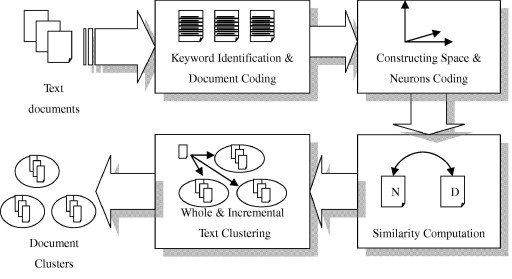 Text
documents
Keyword Identification &
Document Coding
Constructing Space &
Neurons Coding
N
D
Similarity Computation
Whole & Incremental
Text Clustering
Document
Clusters